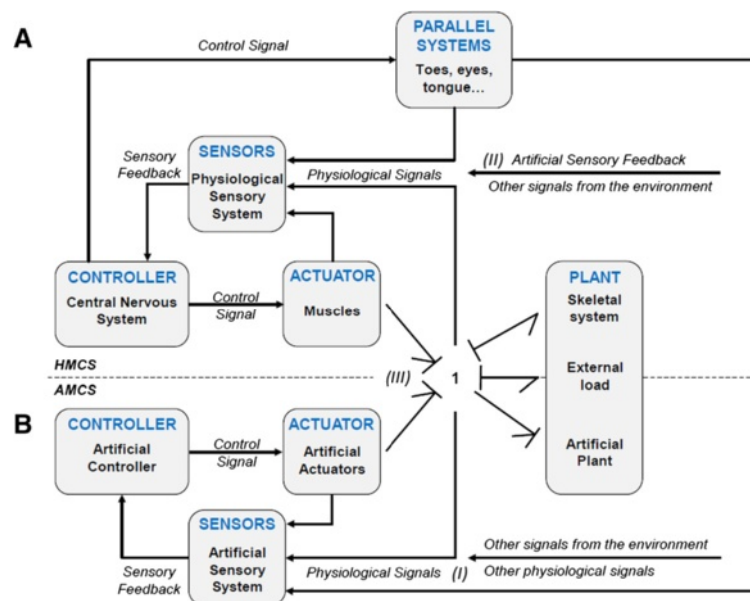 A
Control Signal
PARALLEL
SYSTEMS
Toes, eyes,
tongue...
Sensory
Feedback
SENSORS
Physiological
Sensory
System
Physiological Signals
(II) Artificial Sensory Feedback
Other signals from the environment
CONTROLLER
Central Nervous
System
Control
Signal
ACTUATOR
Muscles
PLANT
Skeletal
system
External
load
Artificial
Plant
HMCS
AMCS
(III)
1
B
CONTROLLER
Artificial
Controller
Control
Signal
ACTUATOR
Artificial
Actuators
SENSORS
Artificial
Sensory
System
Sensory
Feedback
Physiological Signals (I)
Other signals from the environment
Other physiological signals